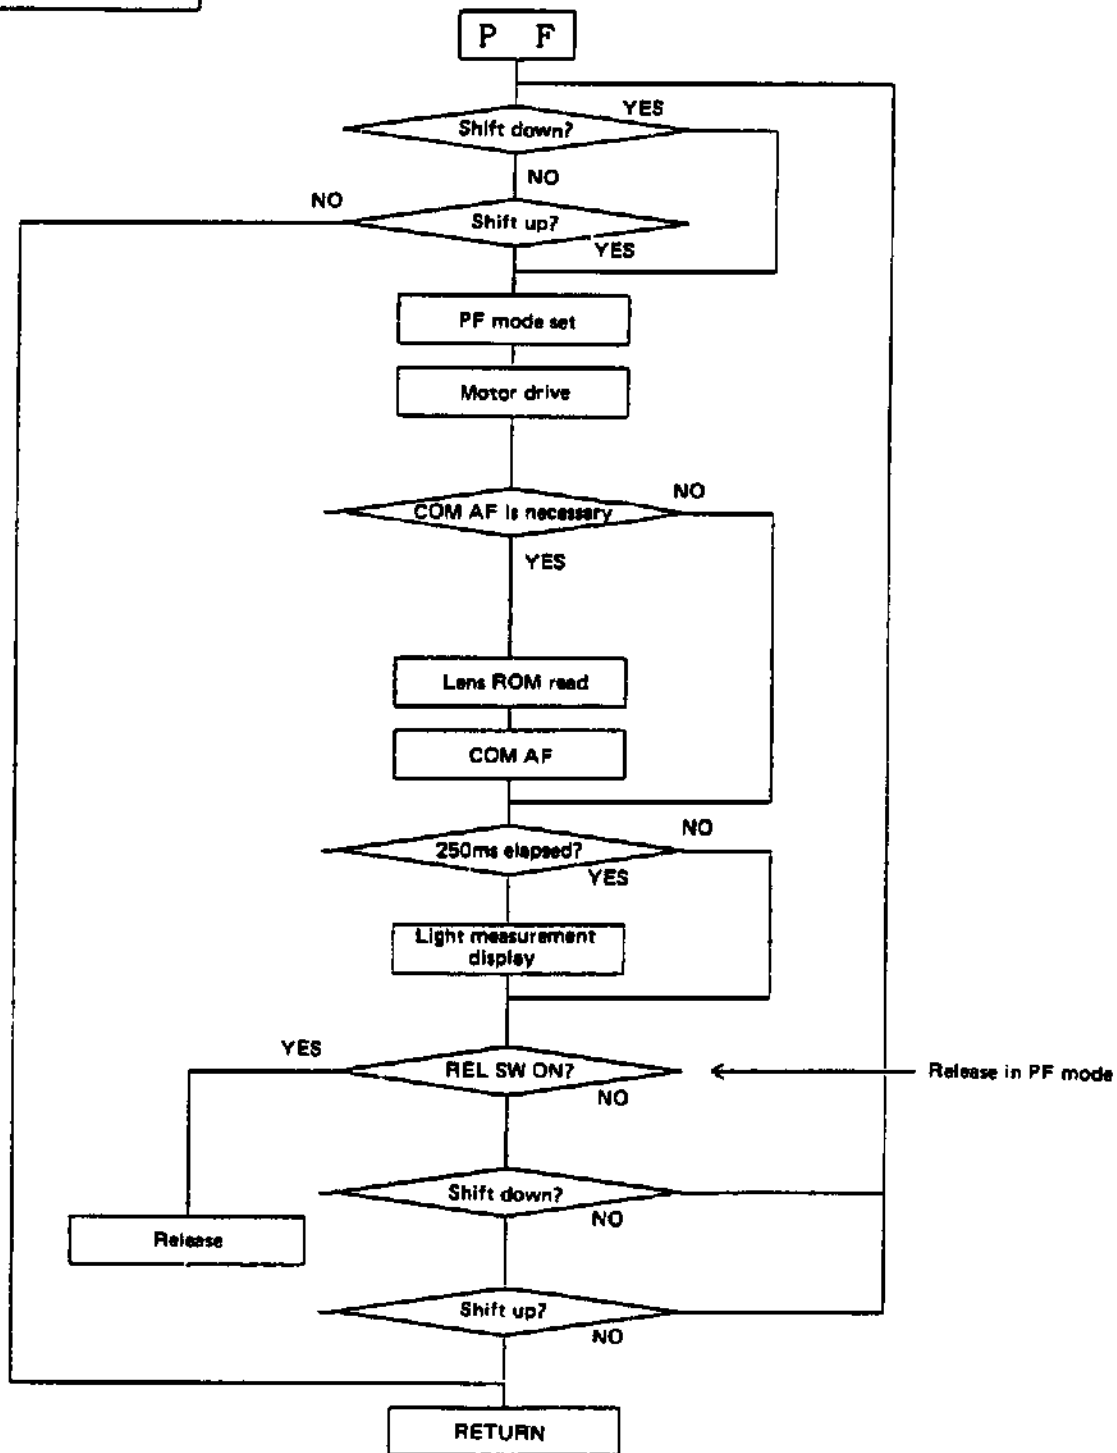 P F
YES
Shift down?
NO
NO
Shift up?
YES
PF mode set
Motor drive
NO
COM AF is necessary
YES
Lens ROM read
COM AF
NO
250ms elapsed?
YES
Light measurement
display
YES
REL SW ON?
Release in PF mode
NO
Shift down?
NO
Release
Shift up?
NO
RETURN